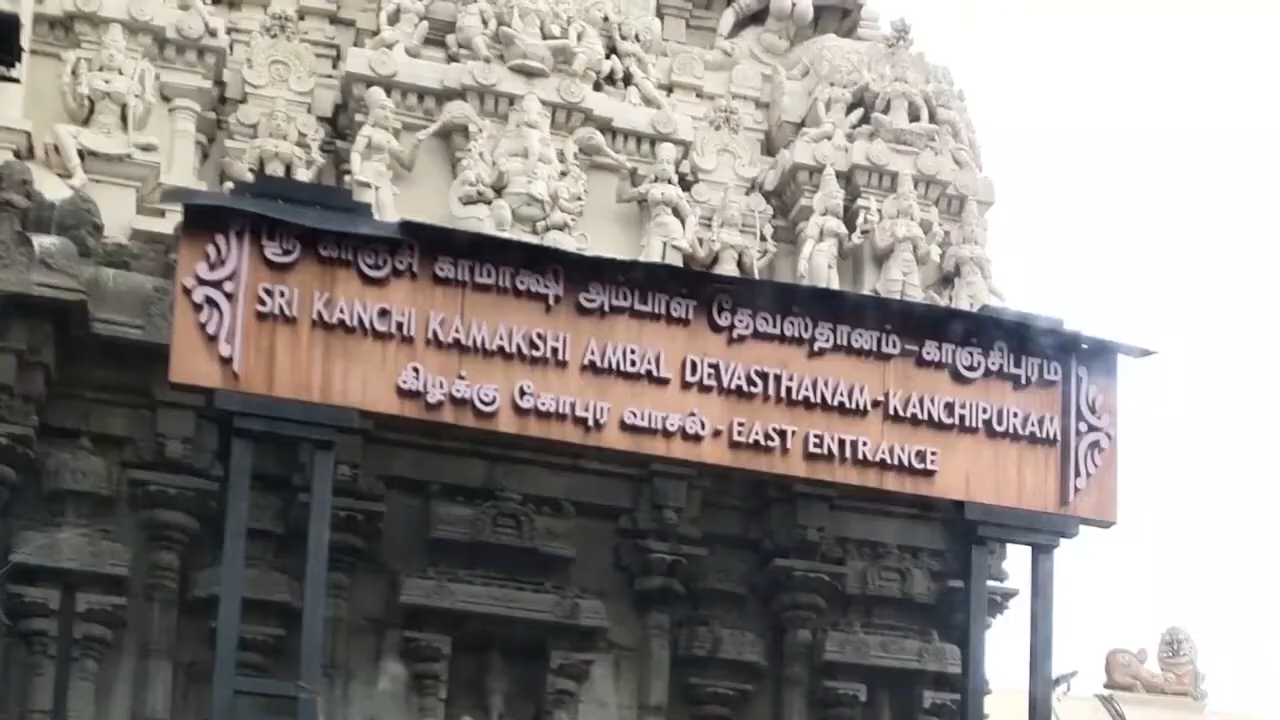 ஸ்ரீ காஞ்சி காமாக்ஷி அம்பாள் தேவஸ்தானம்-காஞ்சிபுரம்
SRI KANCHI KAMAKSHI AMBAL DEVASTHANAM-KANCHIPURAM
கிழக்கு கோபுர வாசல் - EAST ENTRANCE